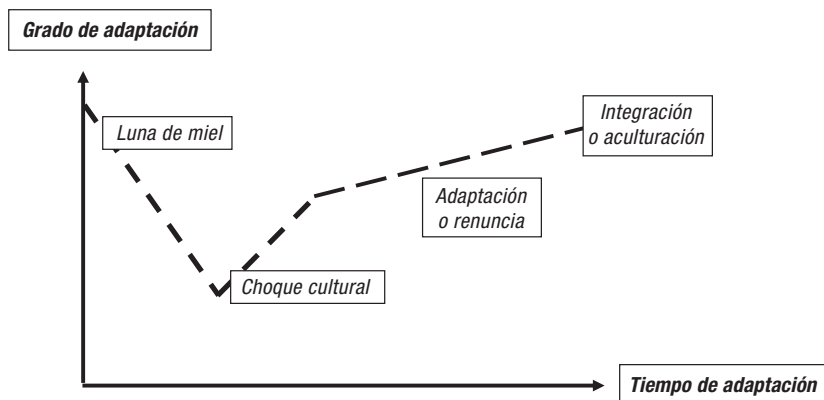 Grado de adaptación
Luna de miel
Integración
o aculturación
Adaptación
o renuncia
Choque cultural
Tiempo de adaptación